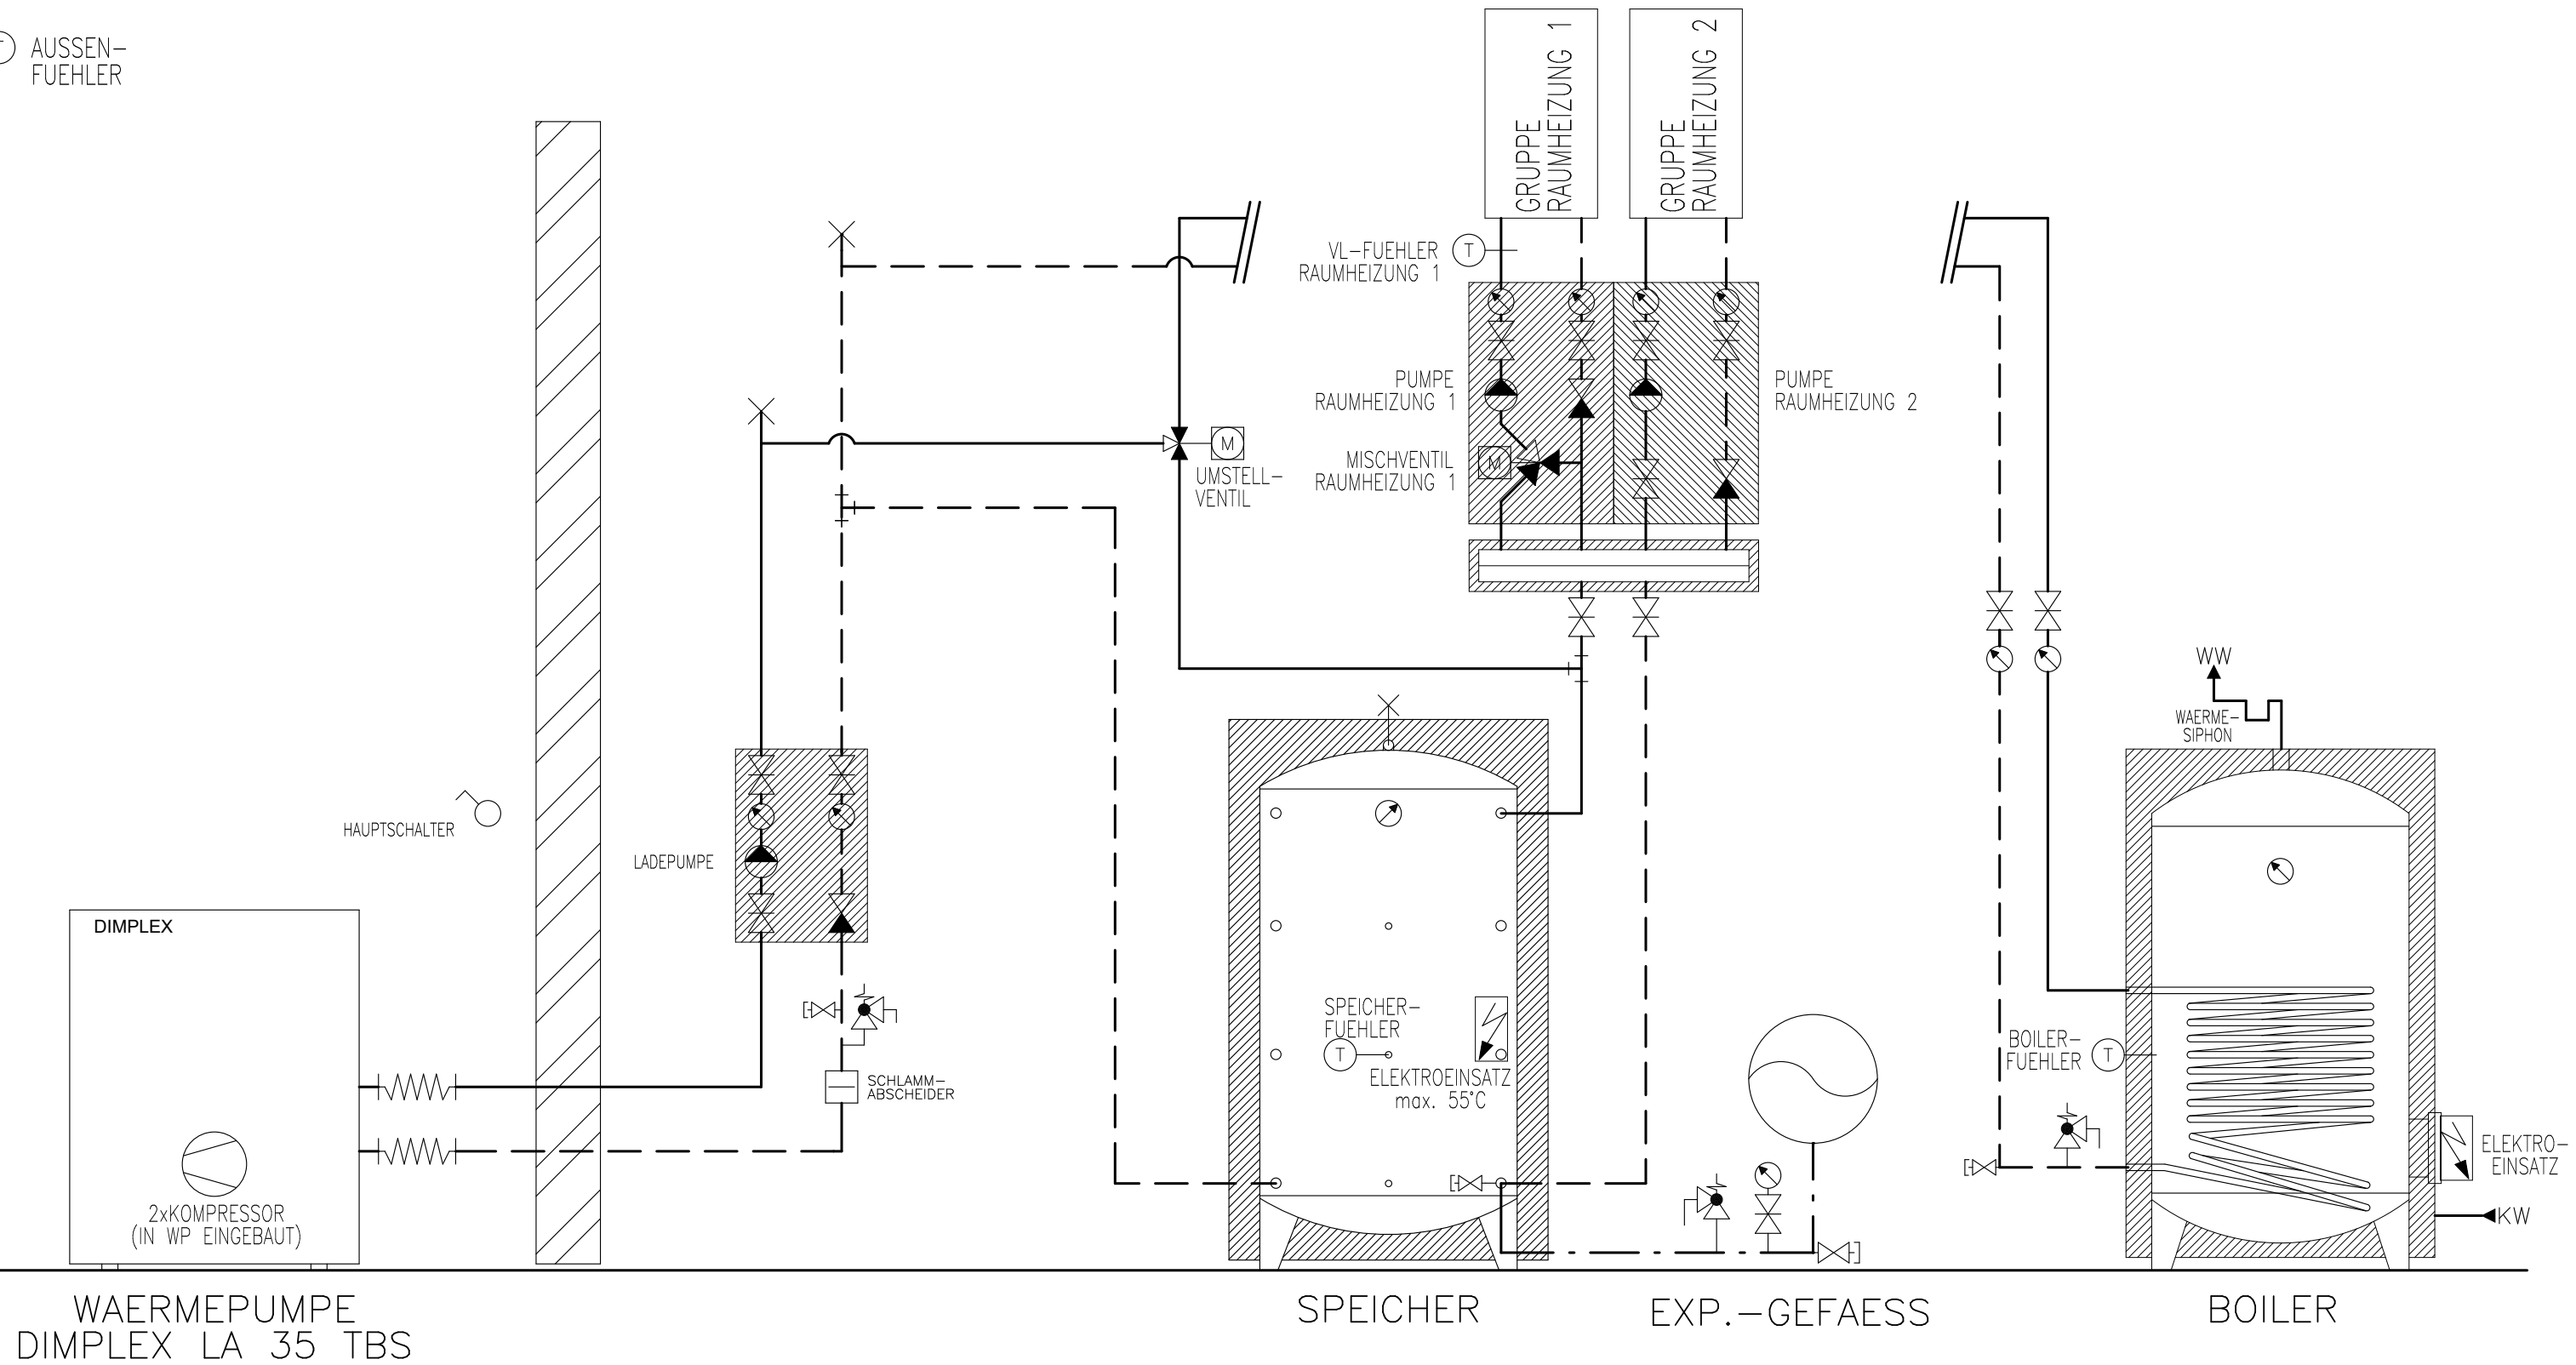 T AUSSEN-
FUEHLER
GRUPPE
RAUMHEIZUNG 1
GRUPPE
RAUMHEIZUNG 2
VL-FUEHLER
RAUMHEIZUNG 1
T
PUMPE
RAUMHEIZUNG 1
PUMPE
RAUMHEIZUNG 2
M
UMSTELL-
VENTIL
MISCHVENTIL
RAUMHEIZUNG 1
M
WW
WAERME-
SIPHON
HAUPTSCHALTER
LADEPUMPE
DIMPLEX
SPEICHER-
FUEHLER
T
ELEKTROEINSATZ
max. 55°C
SCHLAMM-
ABSCHEIDER
BOILER-
FUEHLER
T
ELEKTRO-
EINSATZ
KW
2xKOMPRESSOR
(IN WP EINGEBAUT)
WAERMEPUMPE
DIMPLEX LA 35 TBS
SPEICHER
EXP.-GEFAESS
BOILER